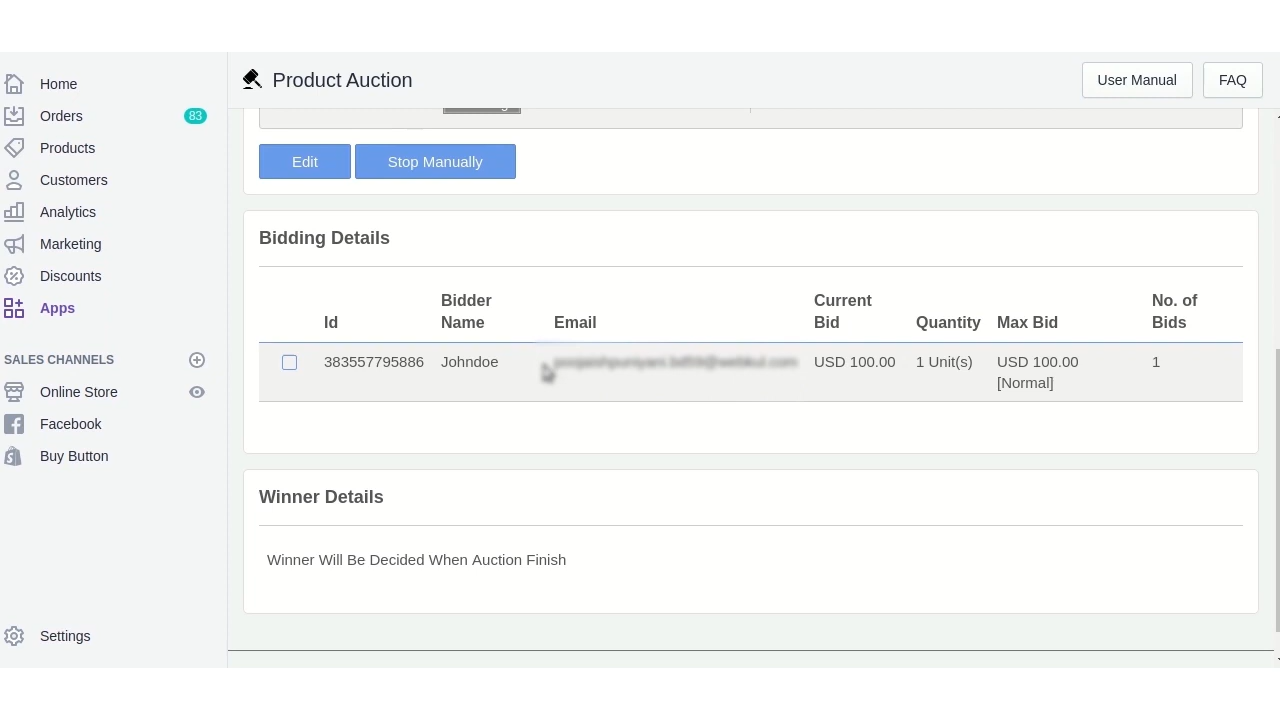 Product Auction
User Manual
FAQ
Home
Orders 83
Products
Customers
Analytics
Marketing
Discounts
Apps
SALES CHANNELS
Online Store
Facebook
Buy Button
Settings
Edit
Stop Manually
Bidding Details
Id
Bidder
Name
Email
Current
Bid
Quantity
Max Bid
No. of
Bids
383557795886
Johndoe
USD 100.00
1 Unit(s)
USD 100.00
[Normal]
1
Winner Details
Winner Will Be Decided When Auction Finish